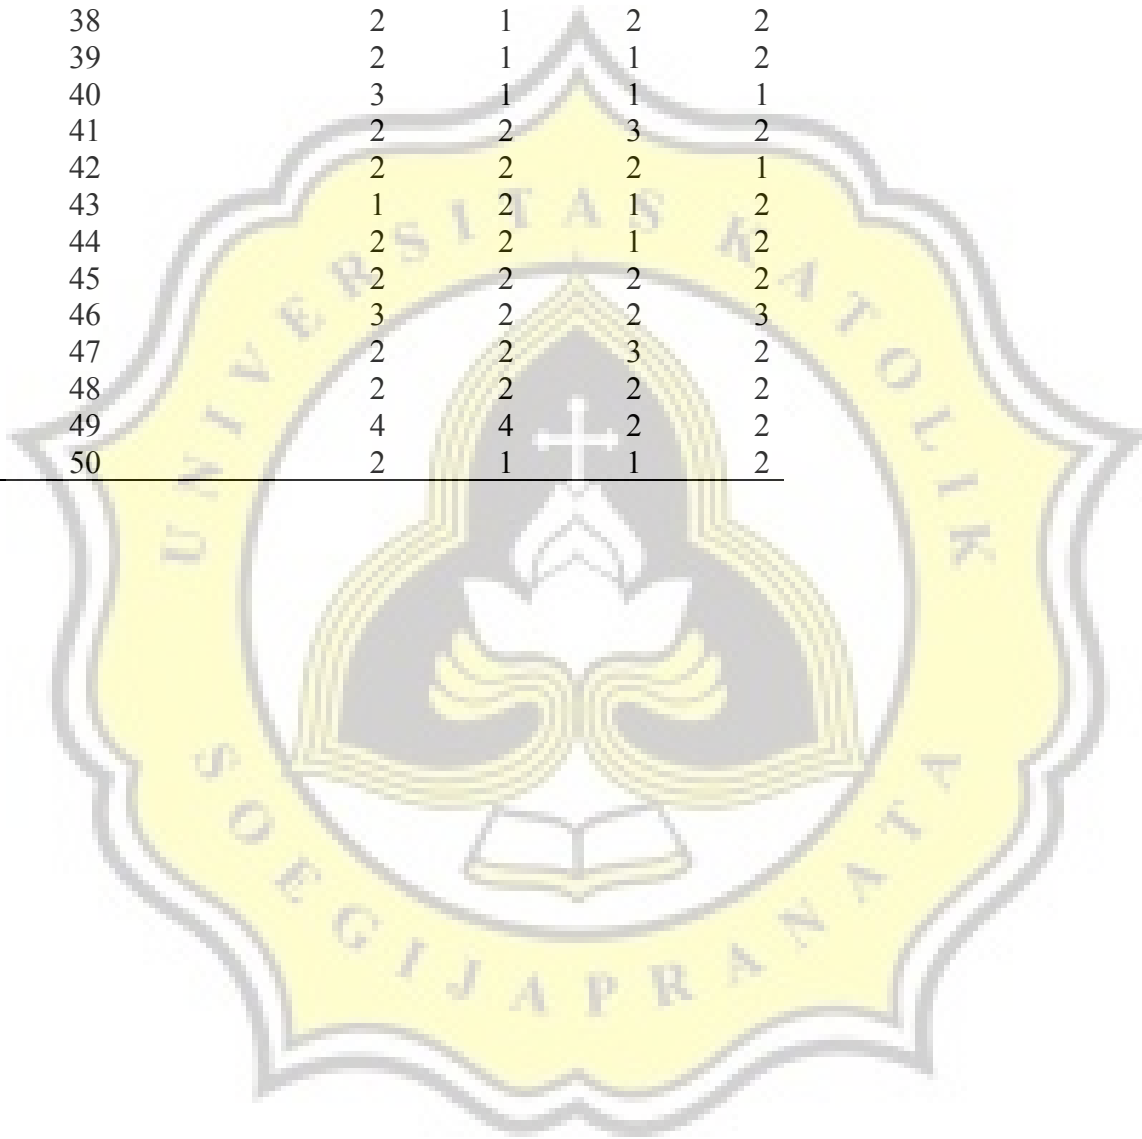 38 2 1 2 2
39 2 1 1 2
40 3 1 1 1
41 2 2 3 2
42 2 2 2 1
43 1 2 1 2
44 2 2 1 2
45 2 2 2 2
46 3 2 2 3
47 2 2 3 2
48 2 2 2 2
49 4 4 2 2
50 2 1 1 2
UNIVERSITAS KATOLIK
SOEGIJAPRANATA